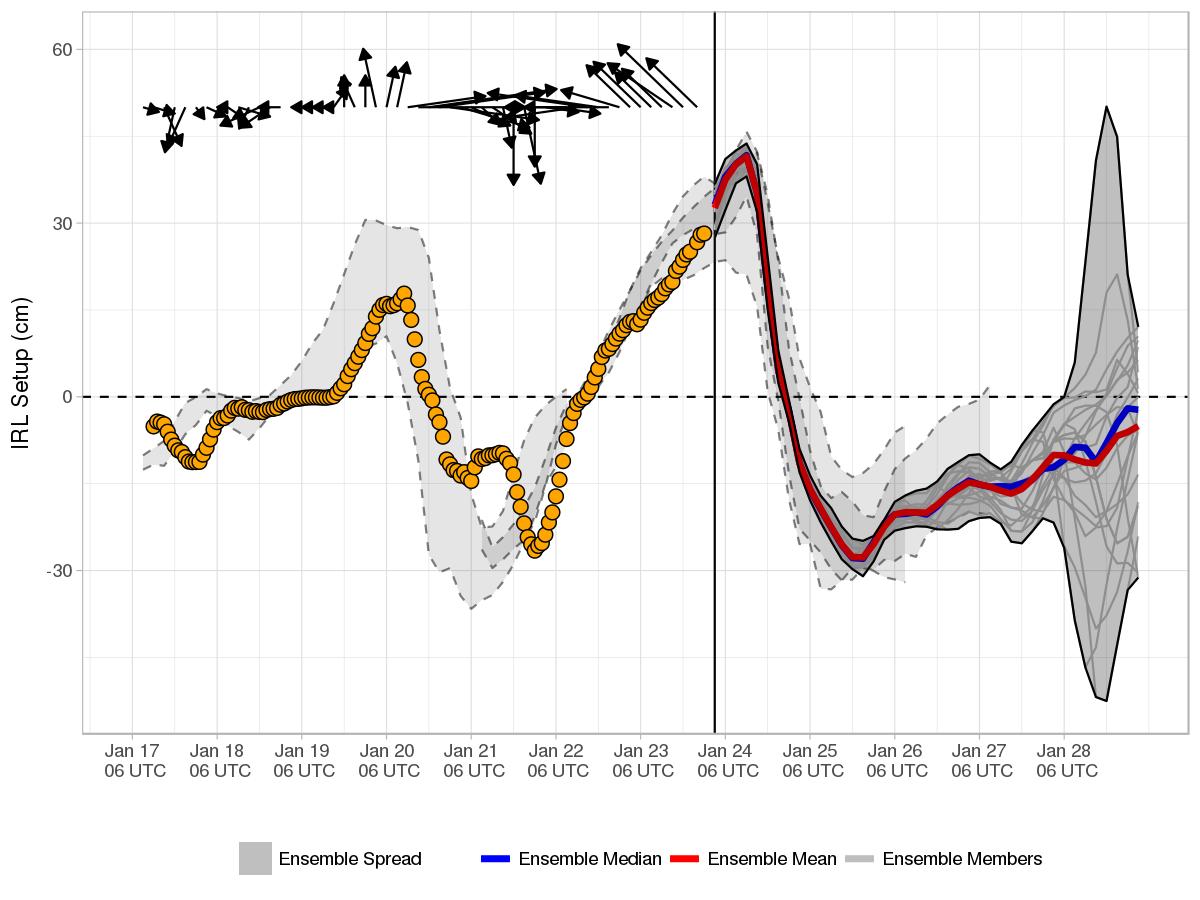 60
30
0
-30
IRL Setup (cm)
Jan 17 Jan 18 Jan 19 Jan 20 Jan 21 Jan 22 Jan 23 Jan 24 Jan 25 Jan 26 Jan 27 Jan 28
06 UTC 06 UTC 06 UTC 06 UTC 06 UTC 06 UTC 06 UTC 06 UTC 06 UTC 06 UTC 06 UTC 06 UTC
Ensemble Spread Ensemble Median Ensemble Mean Ensemble Members